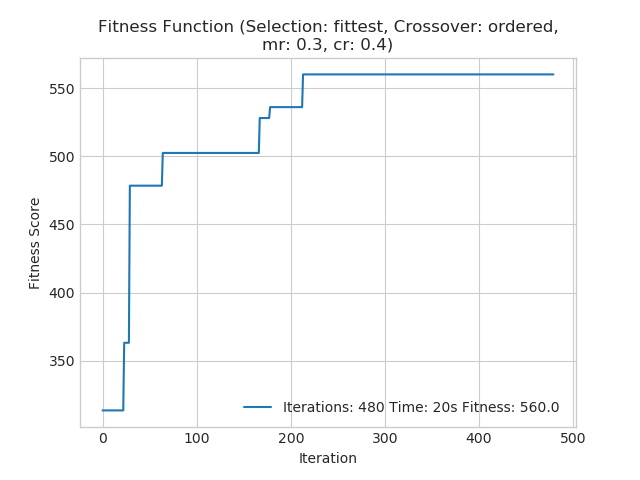 Fitness Function (Selection: fittest, Crossover: ordered,
mr: 0.3, cr: 0.4)
Fitness Score
550
500
450
400
350
Iterations: 480 Time: 20s Fitness: 560.0
0 100 200 300 400 500
Iteration